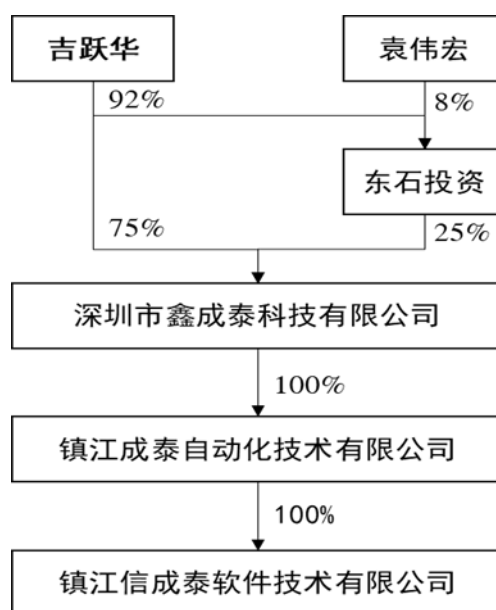 吉跃华
袁伟宏
92%
8%
东石投资
75%
25%
深圳市鑫成泰科技有限公司
100%
镇江成泰自动化技术有限公司
100%
镇江信成泰软件技术有限公司